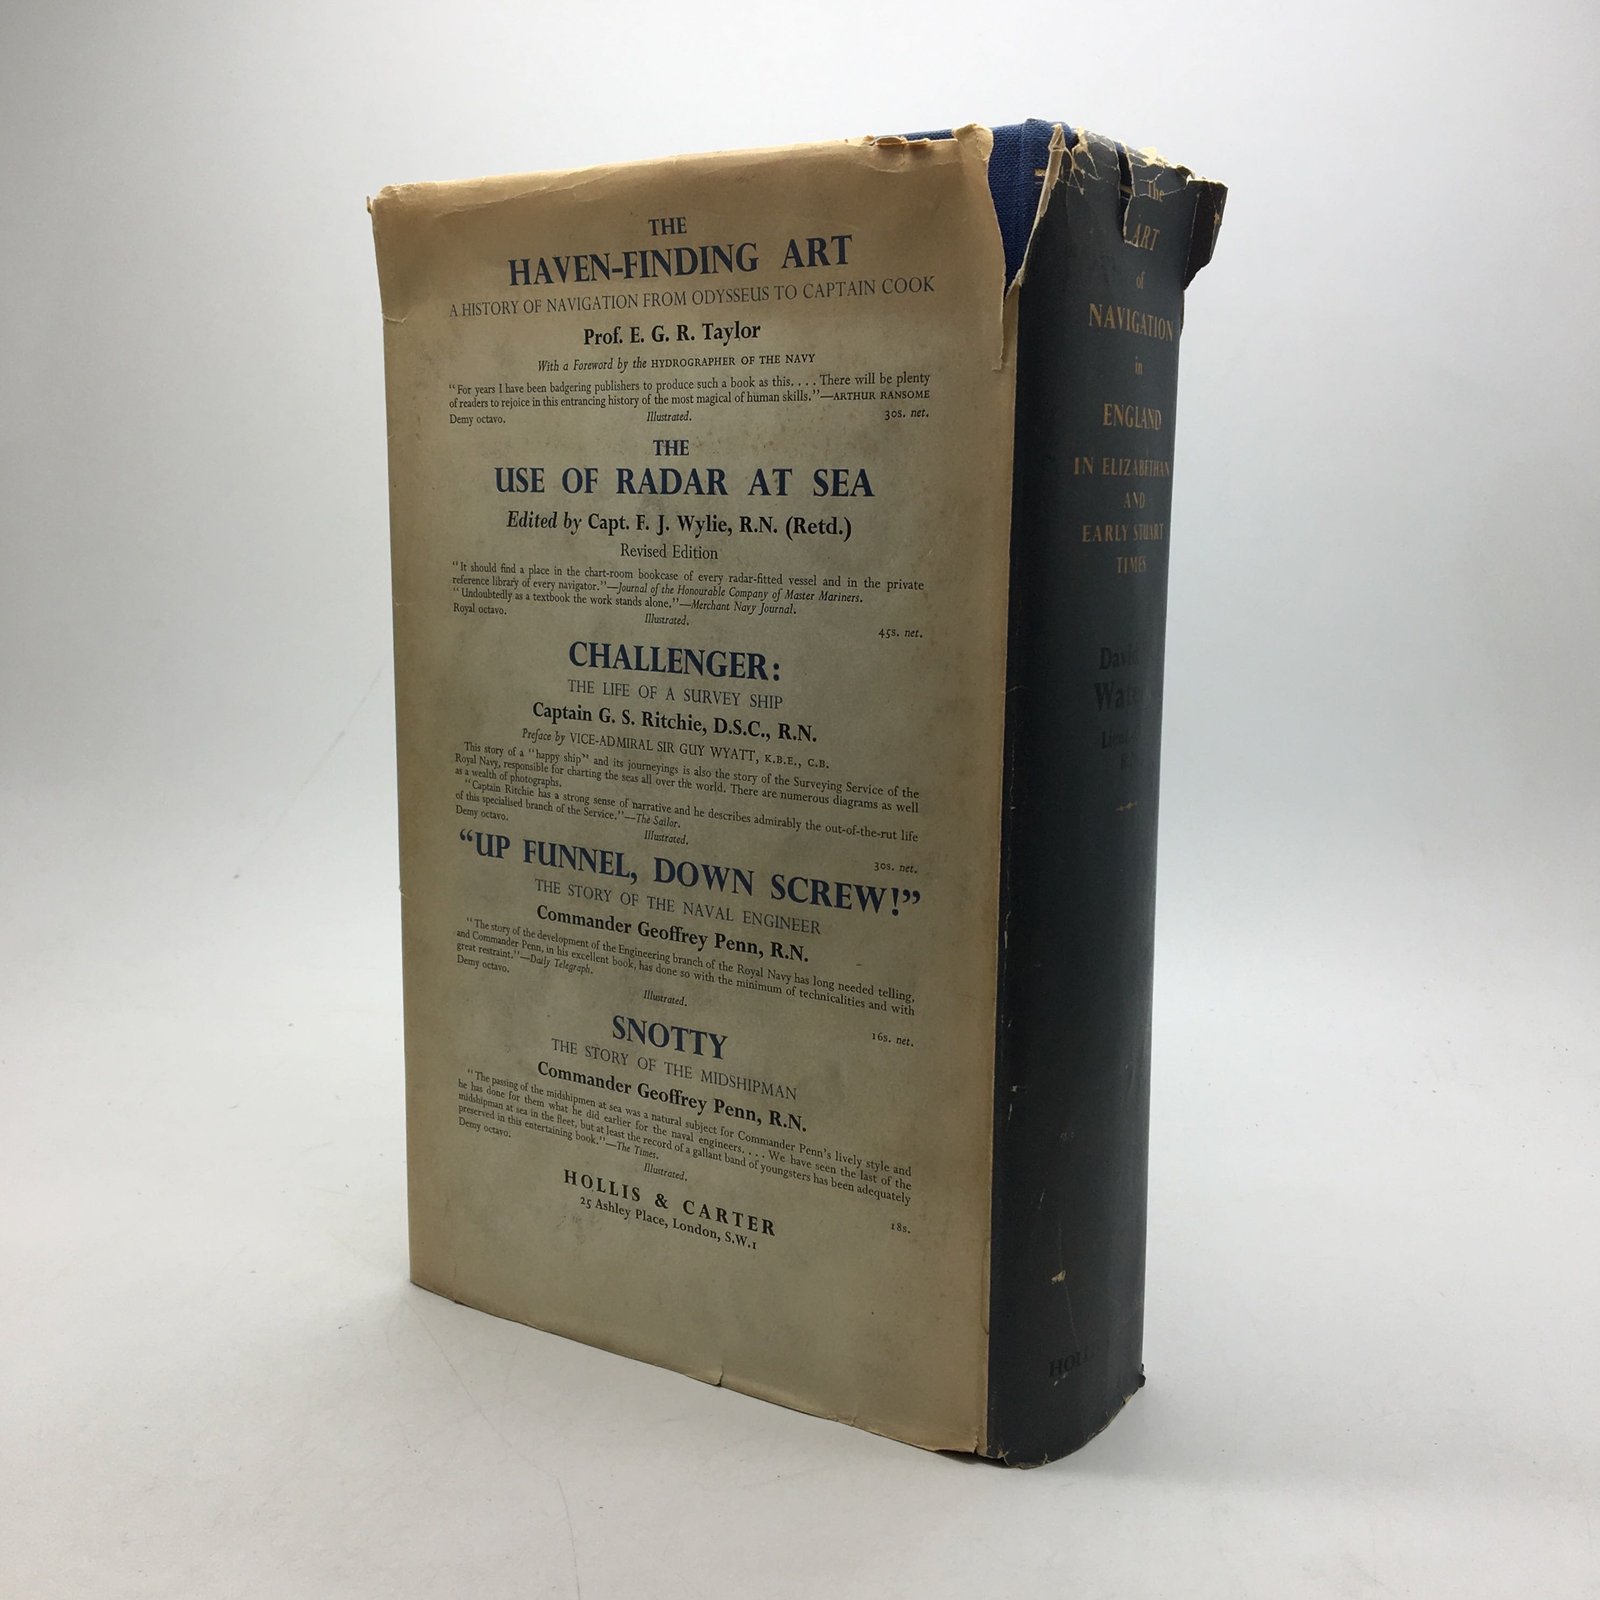 THE
HAVEN-FINDING ART
A HISTORY OF NAVIGATION FROM ODYSSEUS TO CAPTAIN COOK
Prof. E. G. R. Taylor
With a Foreword by the HYDROGRAPHER OF THE NAVY
"For years I have been badgering publishers to produce such a book as this. . . . There will be plenty
of readers to rejoice in this entrancing history of the most magical of human skills."—ARTHUR RANSOME
Demy octavo. Illustrated. 30s. net.
THE
USE OF RADAR AT SEA
Edited by Capt. F. J. Wylie, R.N. (Retd.)
Revised Edition
"It should find a place in the chart-room bookcase of every radar-fitted vessel and in the private
reference library of every navigator."—Journal of the Honourable Company of Master Mariners.
"Undoubtedly as a textbook the work stands alone."—Merchant Navy Journal.
Royal octavo. Illustrated. 45s. net.
CHALLENGER:
THE LIFE OF A SURVEY SHIP
Captain G. S. Ritchie, D.S.C., R.N.
Preface by VICE-ADMIRAL SIR GUY WYATT, K.B.E., C.B.
This story of a "happy ship" and its journeyings is also the story of the Surveying Service of the
Royal Navy, responsible for charting the seas all over the world. There are numerous diagrams as well
as a wealth of photographs.
"Captain Ritchie has a strong sense of narrative and he describes admirably the out-of-the-rut life
of this specialised branch of the Service."—The Sailor.
Demy octavo. Illustrated. 30s. net.
"UP FUNNEL, DOWN SCREW!"
THE STORY OF THE NAVAL ENGINEER
Commander Geoffrey Penn, R.N.
"The story of the development of the Engineering branch of the Royal Navy has long needed telling,
and Commander Penn, in his excellent book, has done so with the minimum of technicalities and with
great restraint."—Daily Telegraph.
Demy octavo. Illustrated. 16s. net.
SNOTTY
THE STORY OF THE MIDSHIPMAN
Commander Geoffrey Penn, R.N.
"The passing of the midshipmen at sea was a natural subject for Commander Penn's lively style and
he has done for them what he did earlier for the naval engineers. . . . We have seen the last of the
midshipman at sea in the fleet, but at least the record of a gallant band of youngsters has been adequately
preserved in this entertaining book."—The Times.
Demy octavo. Illustrated. 18s.
HOLLIS & CARTER
25 Ashley Place, London, S.W.1
The
ART
of
NAVIGATION
in
ENGLAND
IN ELIZABETHAN
AND
EARLY STUART
TIMES
David